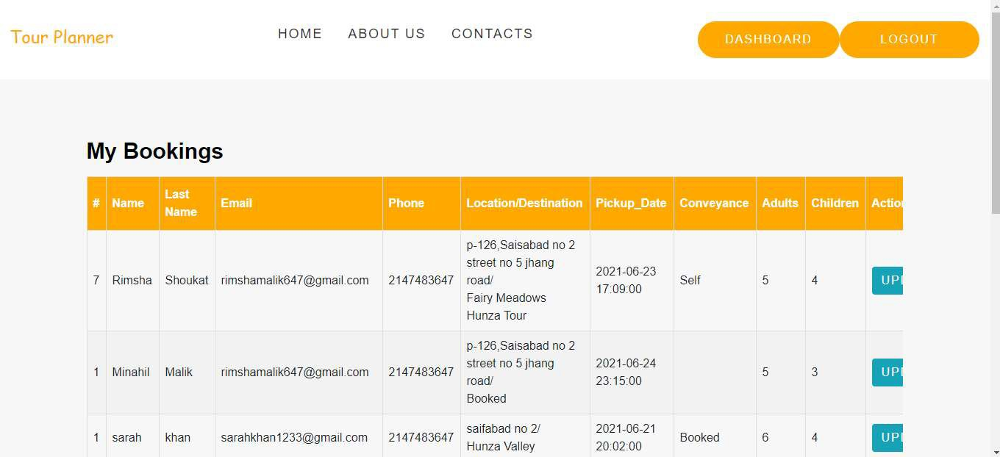 Tour Planner
HOME ABOUT US CONTACTS
DASHBOARD LOGOUT
My Bookings
# Name Last Name Email Phone Location/Destination Pickup_Date Conveyance Adults Children Action
7 Rimsha Shoukat rimshamalik647@gmail.com 2147483647 p-126,Saisabad no 2
street no 5 jhang
road/
Fairy Meadows
Hunza Tour
2021-06-23
17:09:00
Self 5 4 UPD
1 Minahil Malik rimshamalik647@gmail.com 2147483647 p-126,Saisabad no 2
street no 5 jhang
road/
Booked
2021-06-24
23:15:00
5 3 UPD
1 sarah khan sarahkhan1233@gmail.com 2147483647 saifabad no 2/
Hunza Valley
2021-06-21
20:02:00
Booked 6 4 UPD